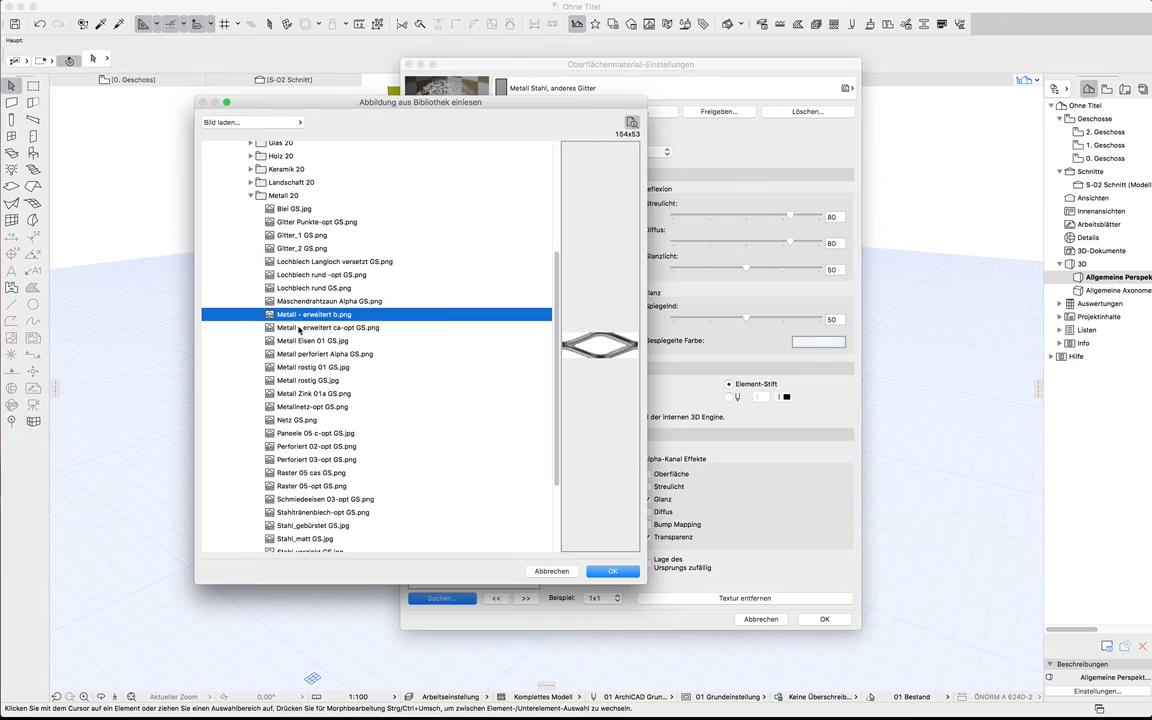 Ohne Titel
Haupt:
[0. Geschoss]
[S-02 Schnitt]
Oberflächenmaterial-Einstellungen
Metall Stahl, anderes Gitter
Freigeben...
Löschen...
Abbildung aus Bibliothek einlesen
Bild laden...
154x53
Glas 20
Holz 20
Keramik 20
Landschaft 20
Metall 20
Blei GS.jpg
Gitter Punkte-opt GS.png
Gitter_1 GS.png
Gitter_2 GS.png
Lochblech Langloch versetzt GS.png
Lochblech rund -opt GS.png
Lochblech rund GS.png
Maschendrahtzaun Alpha GS.png
Metall - erweitert b.png
Metall - erweitert ca-opt GS.png
Metall Eisen 01 GS.jpg
Metall perforiert Alpha GS.png
Metall rostig 01 GS.jpg
Metall rostig GS.jpg
Metall Zink 01a GS.jpg
Metallnetz-opt GS.png
Netz GS.png
Paneele 05 c-opt GS.jpg
Perforiert 02-opt GS.png
Perforiert 03-opt GS.png
Raster 05 cas GS.png
Raster 05-opt GS.png
Schmiedeeisen 03-opt GS.png
Stahltränenblech-opt GS.png
Stahl_gebürstet GS.jpg
Stahl_matt GS.jpg
Stahl_verzinkt GS.jpg
Abbrechen
OK
eflexion
Streulicht:
80
Diffus:
80
Glanzlicht:
50
lanz
Spiegelnd:
50
Gespiegelte Farbe:
Element-Stift
1
l der internen 3D Engine.
lpha-Kanal Effekte
Oberfläche
Streulicht
Glanz
Diffus
Bump Mapping
Transparenz
Lage des
Ursprungs zufällig
Suchen...
<<
>>
Beispiel:
1x1
Textur entfernen
Abbrechen
OK
Ohne Titel
Geschosse
2. Geschoss
1. Geschoss
0. Geschoss
Schnitte
S-02 Schnitt (Modell
Ansichten
Innenansichten
Arbeitsblätter
Details
3D-Dokumente
3D
Allgemeine Perspek
Allgemeine Axonome
Auswertungen
Projektinhalte
Listen
Info
Hilfe
Beschreibungen
Allgemeine Perspekt...
Einstellungen...
Aktueller Zoom
0,00°
1:100
Arbeitseinstellung
Komplettes Modell
01 ArchiCAD Grun...
01 Grundeinstellung
Keine Überschreib...
01 Bestand
ÖNORM A 6240-2
Klicken Sie mit dem Cursor auf ein Element oder ziehen Sie einen Auswahlbereich auf. Drücken Sie für Morphbearbeitung Strg/Ctrl+Umsch, um zwischen Element-/Unterelement-Auswahl zu wechseln.